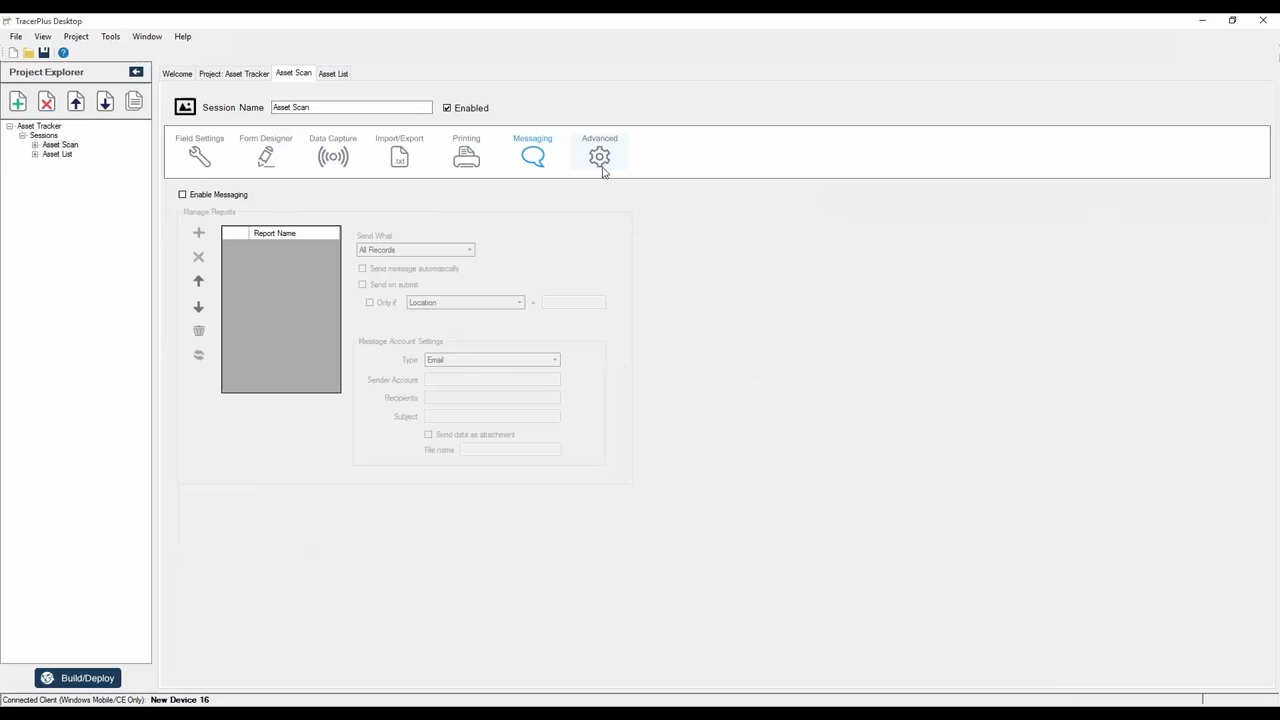 TracerPlus Desktop
File View Project Tools Window Help
Project Explorer
Welcome Project: Asset Tracker Asset Scan Asset List
Session Name Asset Scan Enabled
Asset Tracker
Sessions
Asset Scan
Asset List
Field Settings Form Designer Data Capture Import/Export Printing Messaging Advanced
.txt
Enable Messaging
Manage Reports
Report Name
Send What
All Records
Send message automatically
Send on submit
Only if Location =
Message Account Settings
Type Email
Sender Account
Recipients
Subject
Send data as attachment
File name
Build/Deploy
Connected Client (Windows Mobile/CE Only): New Device 16